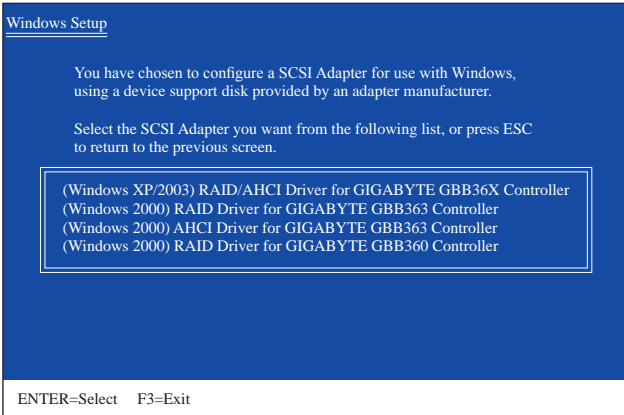 Windows Setup
You have chosen to configure a SCSI Adapter for use with Windows,
using a device support disk provided by an adapter manufacturer.
Select the SCSI Adapter you want from the following list, or press ESC
to return to the previous screen.
(Windows XP/2003) RAID/AHCI Driver for GIGABYTE GBB36X Controller
(Windows 2000) RAID Driver for GIGABYTE GBB363 Controller
(Windows 2000) AHCI Driver for GIGABYTE GBB363 Controller
(Windows 2000) RAID Driver for GIGABYTE GBB360 Controller
ENTER=Select F3=Exit